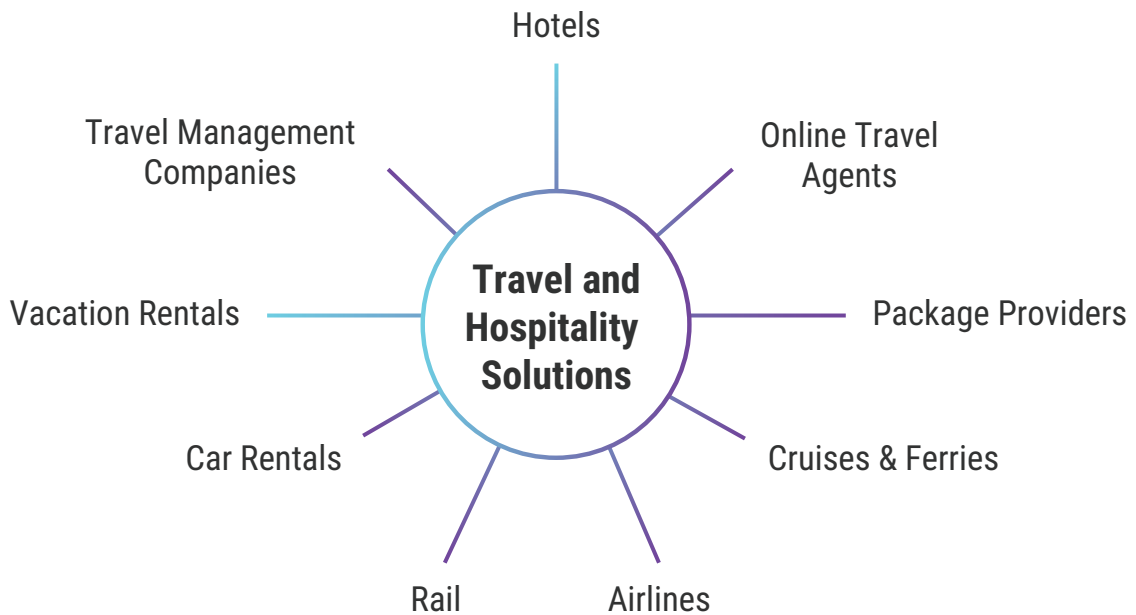 Hotels
Travel Management
Companies
Online Travel
Agents
Travel and
Hospitality
Solutions
Vacation Rentals
Package Providers
Car Rentals
Cruises & Ferries
Rail
Airlines